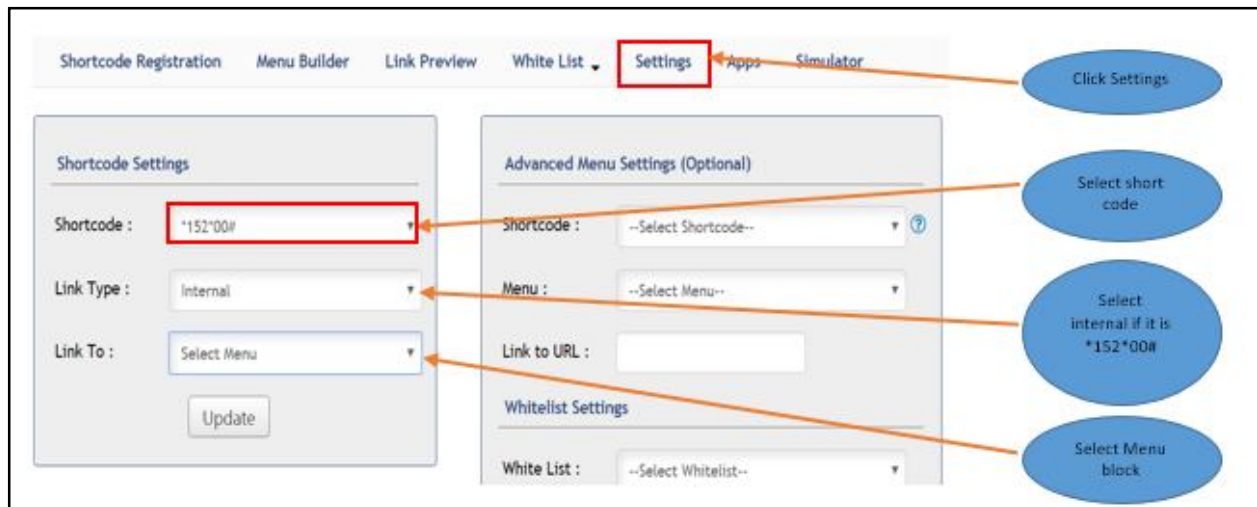 Shortcode Registration Menu Builder Link Preview White List Settings Apps Simulator
Click Settings
Shortcode Settings
Shortcode : *152*00#
Link Type : Internal
Link To : Select Menu
Update
Advanced Menu Settings (Optional)
Shortcode : --Select Shortcode-- ?
Menu : --Select Menu--
Link to URL :
Whitelist Settings
White List : --Select Whitelist--
Select short
code
Select
internal if it is
*152*00#
Select Menu
block